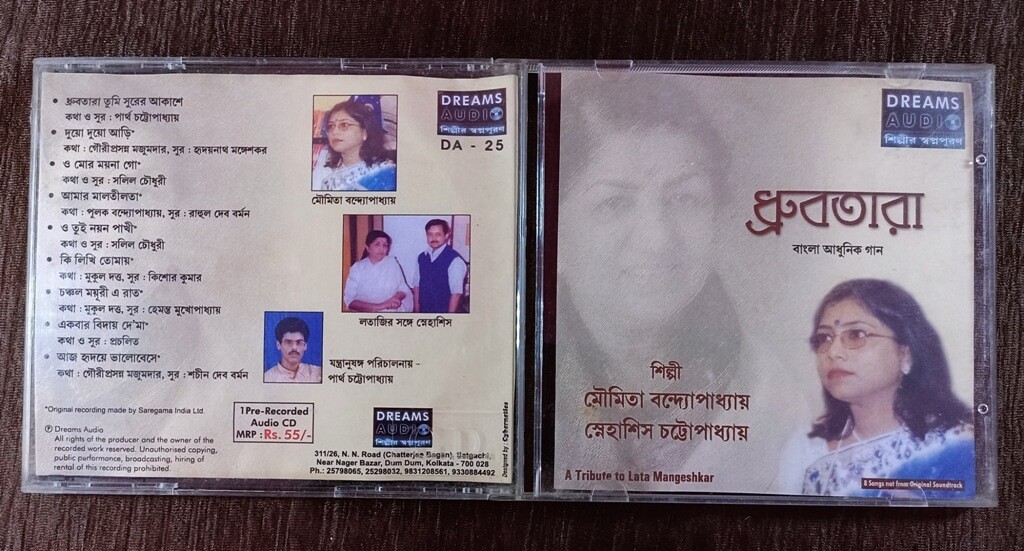 • ধ্রুবতারা তুমি সুরের আকাশে
কথা ও সুর : পার্থ চট্টোপাধ্যায়
• দুয়ো দুয়ো আড়ি*
কথা : গৌরীপ্রসন্ন মজুমদার, সুর : হৃদয়নাথ মঙ্গেশকর
• ও মোর ময়না গো*
কথা ও সুর : সলিল চৌধুরী
• আমার মালতীলতা*
কথা : পুলক বন্দ্যোপাধ্যায়, সুর : রাহুল দেব বর্মন
• ও তুই নয়ন পাখী*
কথা ও সুর : সলিল চৌধুরী
• কি লিখি তোমায়*
কথা : মুকুল দত্ত, সুর : কিশোর কুমার
• চঞ্চল ময়ূরী এ রাত*
কথা : মুকুল দত্ত, সুর : হেমন্ত মুখোপাধ্যায়
• একবার বিদায় দে'মা*
কথা ও সুর : প্রচলিত
• আজ হৃদয়ে ভালোবেসে*
কথা : গৌরীপ্রসন্ন মজুমদার, সুর : শচীন দেব বর্মন
*Original recording made by Saregama India Ltd.
Ⓟ Dreams Audio
All rights of the producer and the owner of the
recorded work reserved. Unauthorised copying,
public performance, broadcasting, hiring of
rental of this recording prohibited.
1Pre-Recorded
Audio CD
MRP : Rs. 55/-
DREAMS
AUDIO
শিল্পীর স্বপ্নপূরণ
DA - 25
মৌমিতা বন্দ্যোপাধ্যায়
লতাজির সঙ্গে স্নেহাশিস
যন্ত্রানুষঙ্গ পরিচালনায় -
পার্থ চট্টোপাধ্যায়
DREAMS
AUDIO
শিল্পীর স্বপ্নপূরণ
311/26, N. N. Road (Chatterjee Bagan), Satgachi,
Near Nager Bazar, Dum Dum, Kolkata - 700 028
Ph.: 25798065, 25298032, 9831208561, 9330884492
Designed by : Cybernetics
DREAMS
AUDIO
শিল্পীর স্বপ্নপূরণ
ধ্রুবতারা
বাংলা আধুনিক গান
শিল্পী
মৌমিতা বন্দ্যোপাধ্যায়
স্নেহাশিস চট্টোপাধ্যায়
A Tribute to Lata Mangeshkar
8 Songs not from Original Soundtrack